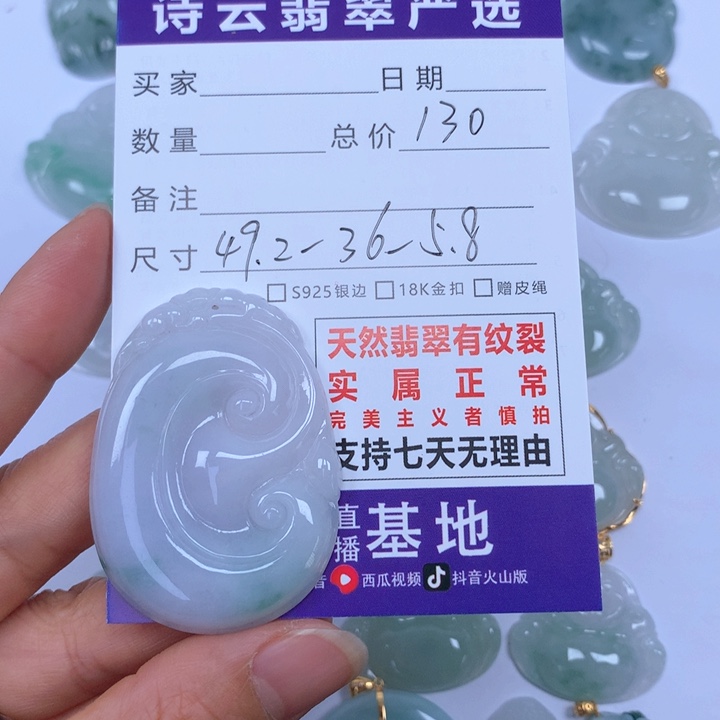 诗云翡翠严选
买家 日期
数量 总价 130
备注
尺寸 49.2-36-5.8
S925银边 18K金扣 赠皮绳
天然翡翠有纹裂
实属正常
完美主义者慎拍
支持七天无理由
直播 基地
音 西瓜视频 抖音火山版